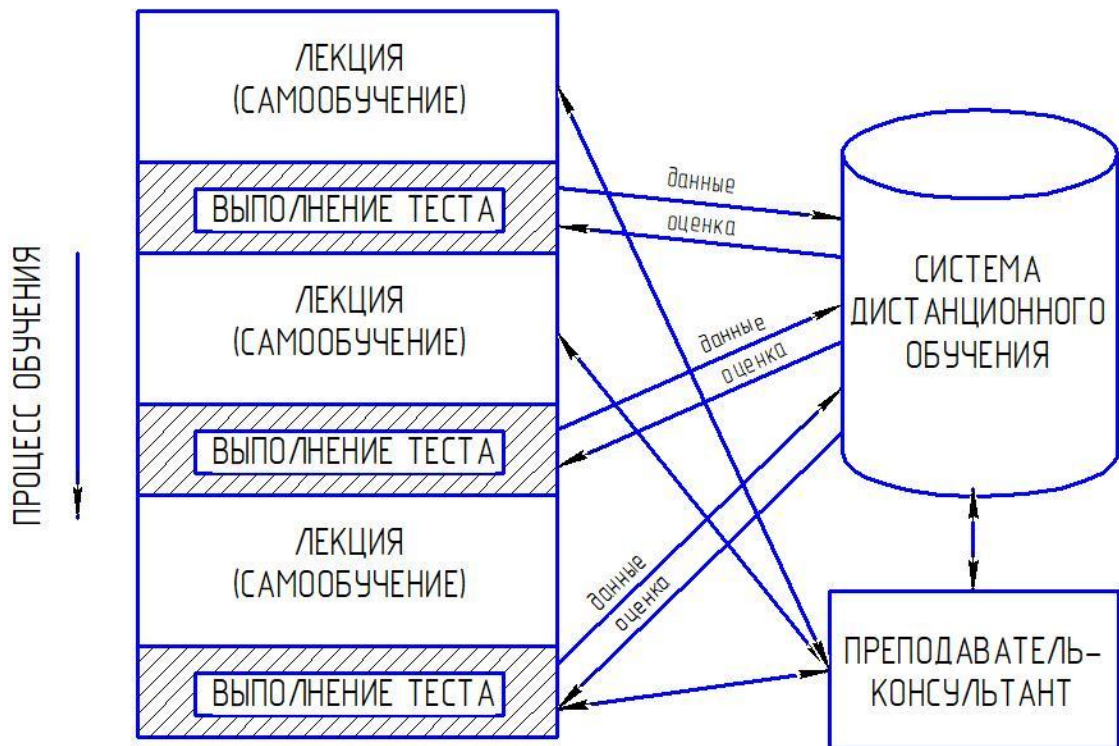 ПРОЦЕСС ОБУЧЕНИЯ
ЛЕКЦИЯ
(САМООБУЧЕНИЕ)
ВЫПОЛНЕНИЕ ТЕСТА
ЛЕКЦИЯ
(САМООБУЧЕНИЕ)
ВЫПОЛНЕНИЕ ТЕСТА
ЛЕКЦИЯ
(САМООБУЧЕНИЕ)
ВЫПОЛНЕНИЕ ТЕСТА
данные
оценка
данные
оценка
данные
оценка
СИСТЕМА
ДИСТАНЦИОННОГО
ОБУЧЕНИЯ
ПРЕПОДАВАТЕЛЬ-
КОНСУЛЬТАНТ